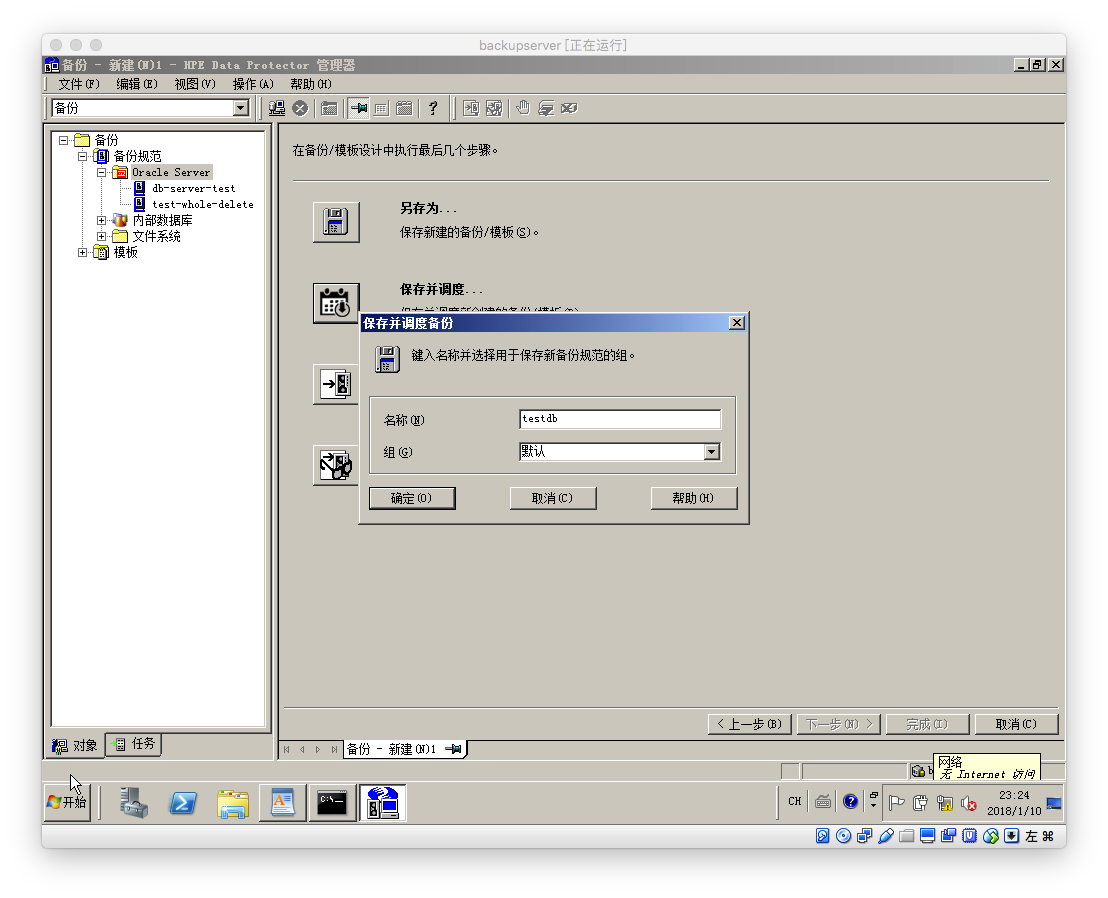 backupserver [正在运行]
备份 - 新建(N)1 - HPE Data Protector 管理器
文件(F) 编辑(E) 视图(V) 操作(A) 帮助(H)
备份
备份
备份规范
Oracle Server
db-server-test
test-whole-delete
内部数据库
文件系统
模板
在备份/模板设计中执行最后几个步骤。
另存为...
保存新建的备份/模板(S)。
保存并调度...
保存并调度备份
键入名称并选择用于保存新备份规范的组。
名称(N)
testdb
组(G)
默认
确定(O) 取消(C) 帮助(H)
< 上一步(B) 下一步(N) > 完成(I) 取消(C)
对象 任务
备份 - 新建(N)1
网络
无 Internet 访问
开始
C:\
CH
23:24
2018/1/10
左 ⌘